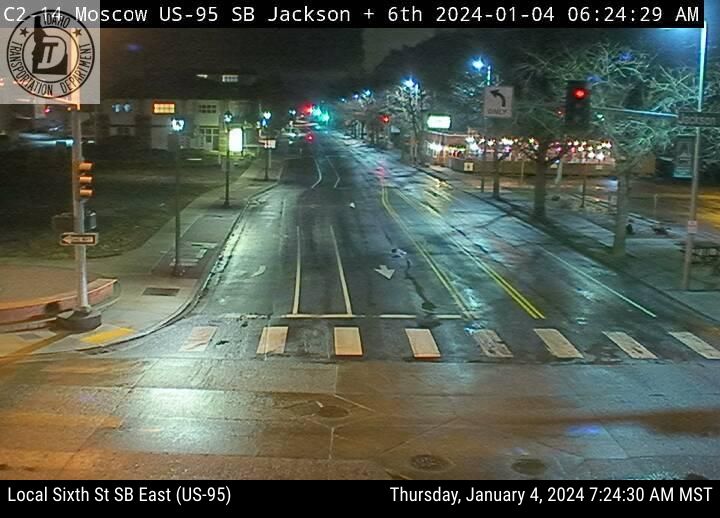 C2-14 Moscow US-95 SB Jackson + 6th 2024-01-04 06:24:29 AM
IDAHO
TRANSPORTATION DEPARTMENT
ONLY
Local Sixth St SB East (US-95)
Thursday, January 4, 2024 7:24:30 AM MST